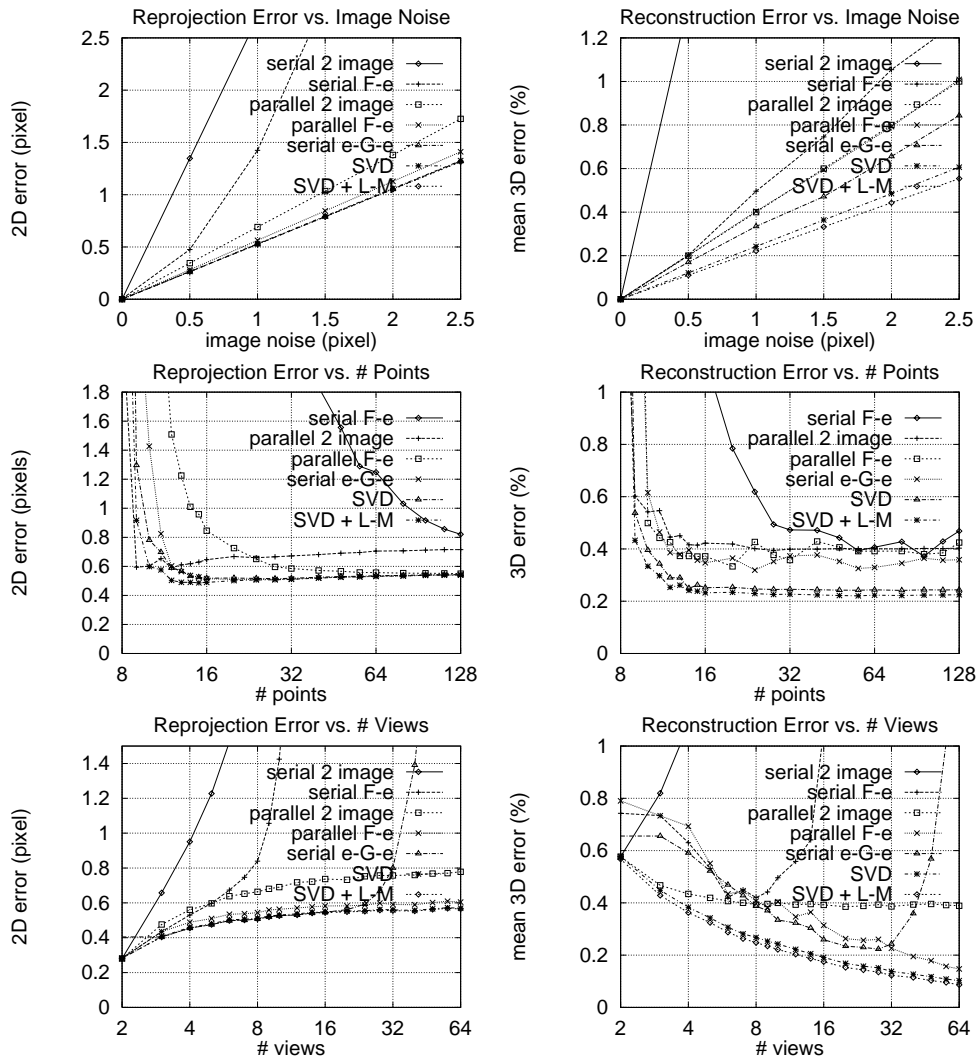 Reprojection Error vs. Image Noise
2D error (pixel)
2.5
2
1.5
1
0.5
0
serial 2 image
serial F-e
parallel 2 image
parallel F-e
serial e-G-e
SVD
SVD + L-M
0 0.5 1 1.5 2 2.5
image noise (pixel)
Reconstruction Error vs. Image Noise
mean 3D error (%)
1.2
1
0.8
0.6
0.4
0.2
0
serial 2 image
serial F-e
parallel 2 image
parallel F-e
serial e-G-e
SVD
SVD + L-M
0 0.5 1 1.5 2 2.5
image noise (pixel)
Reprojection Error vs. # Points
2D error (pixels)
1.8
1.6
1.4
1.2
1
0.8
0.6
0.4
0.2
0
serial F-e
parallel 2 image
parallel F-e
serial e-G-e
SVD
SVD + L-M
8 16 32 64 128
# points
Reconstruction Error vs. # Points
3D error (%)
1
0.8
0.6
0.4
0.2
0
serial F-e
parallel 2 image
parallel F-e
serial e-G-e
SVD
SVD + L-M
8 16 32 64 128
# points
Reprojection Error vs. # Views
2D error (pixel)
1.4
1.2
1
0.8
0.6
0.4
0.2
0
serial 2 image
serial F-e
parallel 2 image
parallel F-e
serial e-G-e
SVD
SVD + L-M
2 4 8 16 32 64
# views
Reconstruction Error vs. # Views
mean 3D error (%)
1
0.8
0.6
0.4
0.2
0
serial 2 image
serial F-e
parallel 2 image
parallel F-e
serial e-G-e
SVD
SVD + L-M
2 4 8 16 32 64
# views